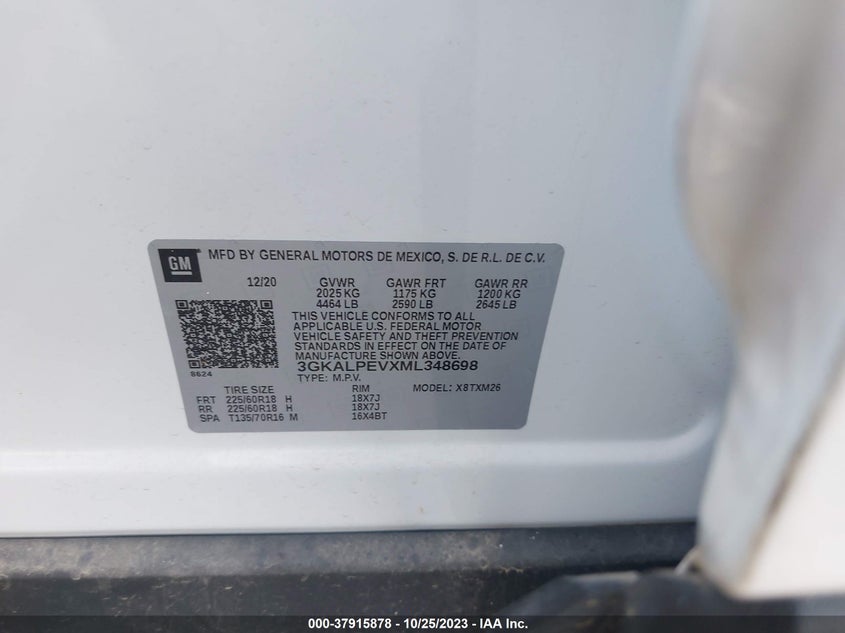 GM
MFD BY GENERAL MOTORS DE MEXICO, S. DE R.L. DE C.V.
12/20 GVWR GAWR FRT GAWR RR
2025 KG 1175 KG 1200 KG
4464 LB 2590 LB 2645 LB
THIS VEHICLE CONFORMS TO ALL
APPLICABLE U.S. FEDERAL MOTOR
VEHICLE SAFETY AND THEFT PREVENTION
STANDARDS IN EFFECT ON THE DATE OF
MANUFACTURE SHOWN ABOVE.
3GKALPEVXML348698
8624
TYPE: M.P.V.
TIRE SIZE RIM MODEL: X8TXM26
FRT 225/60R18 H 18X7J
RR 225/60R18 H 18X7J
SPA T135/70R16 M 16X4BT
000-37915878 - 10/25/2023 - IAA Inc.